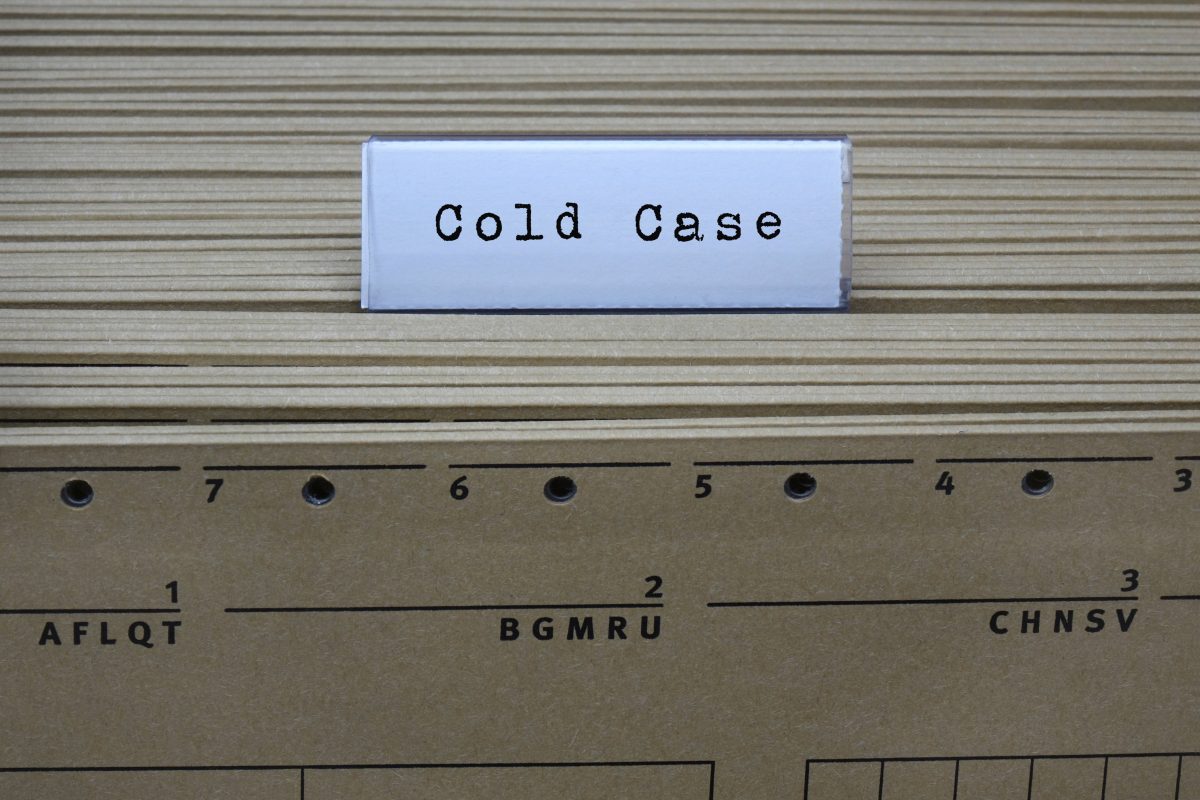 Cold Case
7 6 5 4 3
1 2 3
AFLQT BGMRU CHNSV